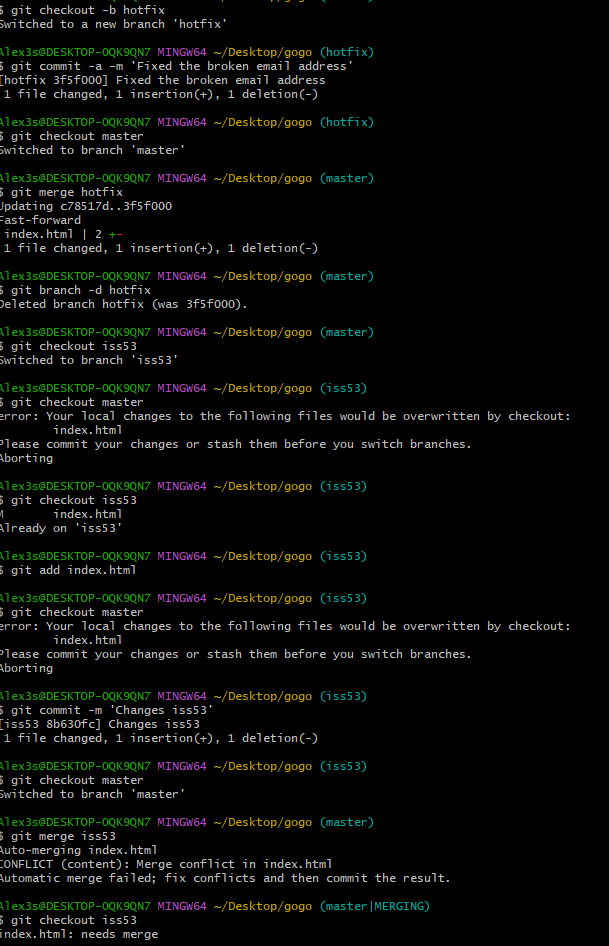 $ git checkout -b hotfix
Switched to a new branch 'hotfix'
Alex3s@DESKTOP-OQK9QN7 MINGW64 ~/Desktop/gogo (hotfix)
$ git commit -a -m 'Fixed the broken email address'
[hotfix 3f5f000] Fixed the broken email address
1 file changed, 1 insertion(+), 1 deletion(-)
Alex3s@DESKTOP-OQK9QN7 MINGW64 ~/Desktop/gogo (hotfix)
$ git checkout master
Switched to branch 'master'
Alex3s@DESKTOP-OQK9QN7 MINGW64 ~/Desktop/gogo (master)
$ git merge hotfix
Updating c78517d..3f5f000
Fast-forward
index.html | 2 +-
1 file changed, 1 insertion(+), 1 deletion(-)
Alex3s@DESKTOP-OQK9QN7 MINGW64 ~/Desktop/gogo (master)
$ git branch -d hotfix
Deleted branch hotfix (was 3f5f000).
Alex3s@DESKTOP-OQK9QN7 MINGW64 ~/Desktop/gogo (master)
$ git checkout iss53
Switched to branch 'iss53'
Alex3s@DESKTOP-OQK9QN7 MINGW64 ~/Desktop/gogo (iss53)
$ git checkout master
error: Your local changes to the following files would be overwritten by checkout:
index.html
Please commit your changes or stash them before you switch branches.
Aborting
Alex3s@DESKTOP-OQK9QN7 MINGW64 ~/Desktop/gogo (iss53)
$ git checkout iss53
M index.html
Already on 'iss53'
Alex3s@DESKTOP-OQK9QN7 MINGW64 ~/Desktop/gogo (iss53)
$ git add index.html
Alex3s@DESKTOP-OQK9QN7 MINGW64 ~/Desktop/gogo (iss53)
$ git checkout master
error: Your local changes to the following files would be overwritten by checkout:
index.html
Please commit your changes or stash them before you switch branches.
Aborting
Alex3s@DESKTOP-OQK9QN7 MINGW64 ~/Desktop/gogo (iss53)
$ git commit -m 'Changes iss53'
[iss53 8b630fc] Changes iss53
1 file changed, 1 insertion(+), 1 deletion(-)
Alex3s@DESKTOP-OQK9QN7 MINGW64 ~/Desktop/gogo (iss53)
$ git checkout master
Switched to branch 'master'
Alex3s@DESKTOP-OQK9QN7 MINGW64 ~/Desktop/gogo (master)
$ git merge iss53
Auto-merging index.html
CONFLICT (content): Merge conflict in index.html
Automatic merge failed; fix conflicts and then commit the result.
Alex3s@DESKTOP-OQK9QN7 MINGW64 ~/Desktop/gogo (master|MERGING)
$ git checkout iss53
index.html: needs merge